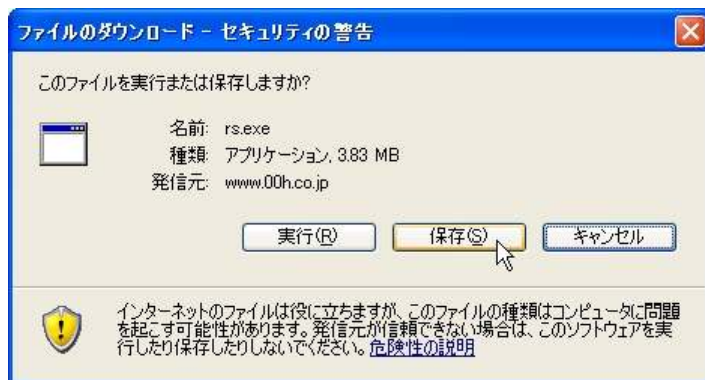 ファイルのダウンロード - セキュリティの警告
このファイルを実行または保存しますか?
名前: rs.exe
種類: アプリケーション, 3.83 MB
発信元: www.00h.co.jp
実行(R) 保存(S) キャンセル
インターネットのファイルは役に立ちますが、このファイルの種類はコンピュータに問題
を起こす可能性があります。発信元が信頼できない場合は、このソフトウェアを実
行したり保存したりしないでください。危険性の説明